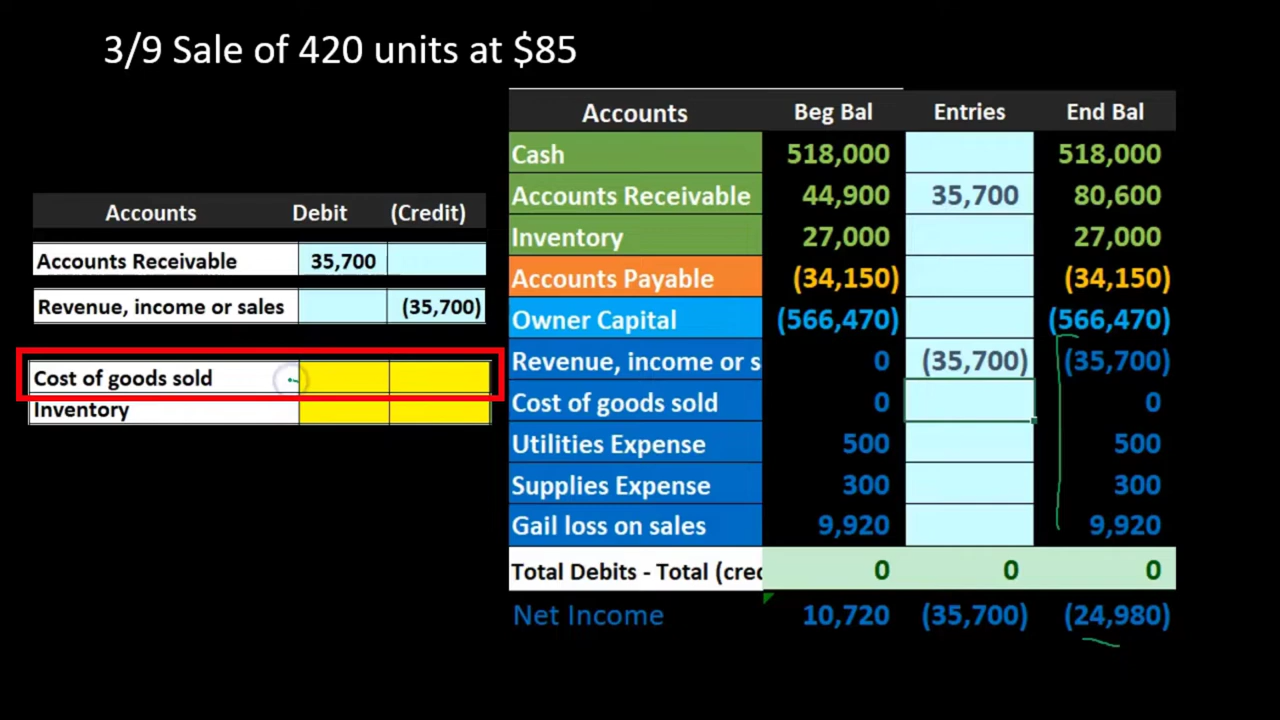 3/9 Sale of 420 units at $85
Accounts Debit (Credit)
Accounts Receivable 35,700
Revenue, income or sales (35,700)
Cost of goods sold
Inventory
Accounts Beg Bal Entries End Bal
Cash 518,000 518,000
Accounts Receivable 44,900 35,700 80,600
Inventory 27,000 27,000
Accounts Payable (34,150) (34,150)
Owner Capital (566,470) (566,470)
Revenue, income or s 0 (35,700) (35,700)
Cost of goods sold 0 0
Utilities Expense 500 500
Supplies Expense 300 300
Gail loss on sales 9,920 9,920
Total Debits - Total (cred 0 0 0
Net Income 10,720 (35,700) (24,980)